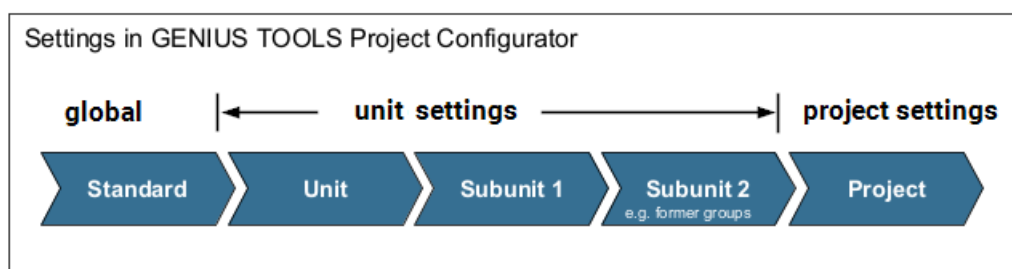 Settings in GENIUS TOOLS Project Configurator
global unit settings project settings
Standard Unit Subunit 1 Subunit 2 Project
e.g. former groups